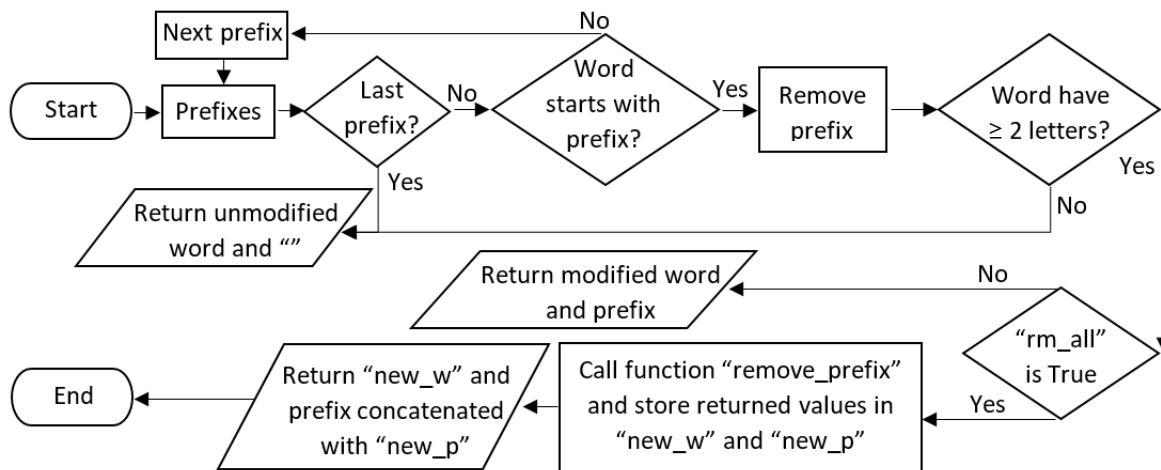 No
Next prefix
Start
Prefixes
Last
prefix?
No
Word
starts with
prefix?
Yes
Remove
prefix
Word have
≥ 2 letters?
Yes
Yes
No
Return unmodified
word and “”
Return modified word
and prefix
No
“rm_all”
is True
Yes
Call function “remove_prefix”
and store returned values in
“new_w” and “new_p”
Return “new_w” and
prefix concatenated
with “new_p”
End